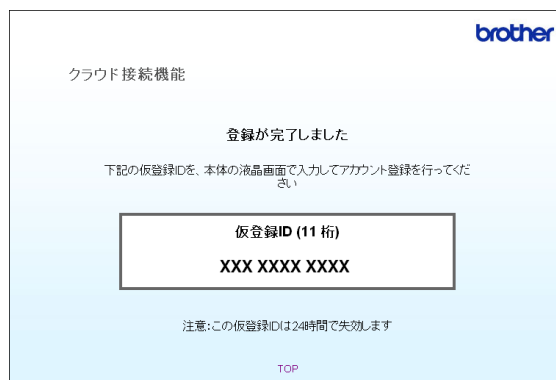 brother
クラウド接続機能
登録が完了しました
下記の仮登録IDを、本体の液晶画面で入力してアカウント登録を行ってくだ
さい
仮登録ID (11 桁)
XXX XXXX XXXX
注意:この仮登録IDは24時間で失効します
TOP